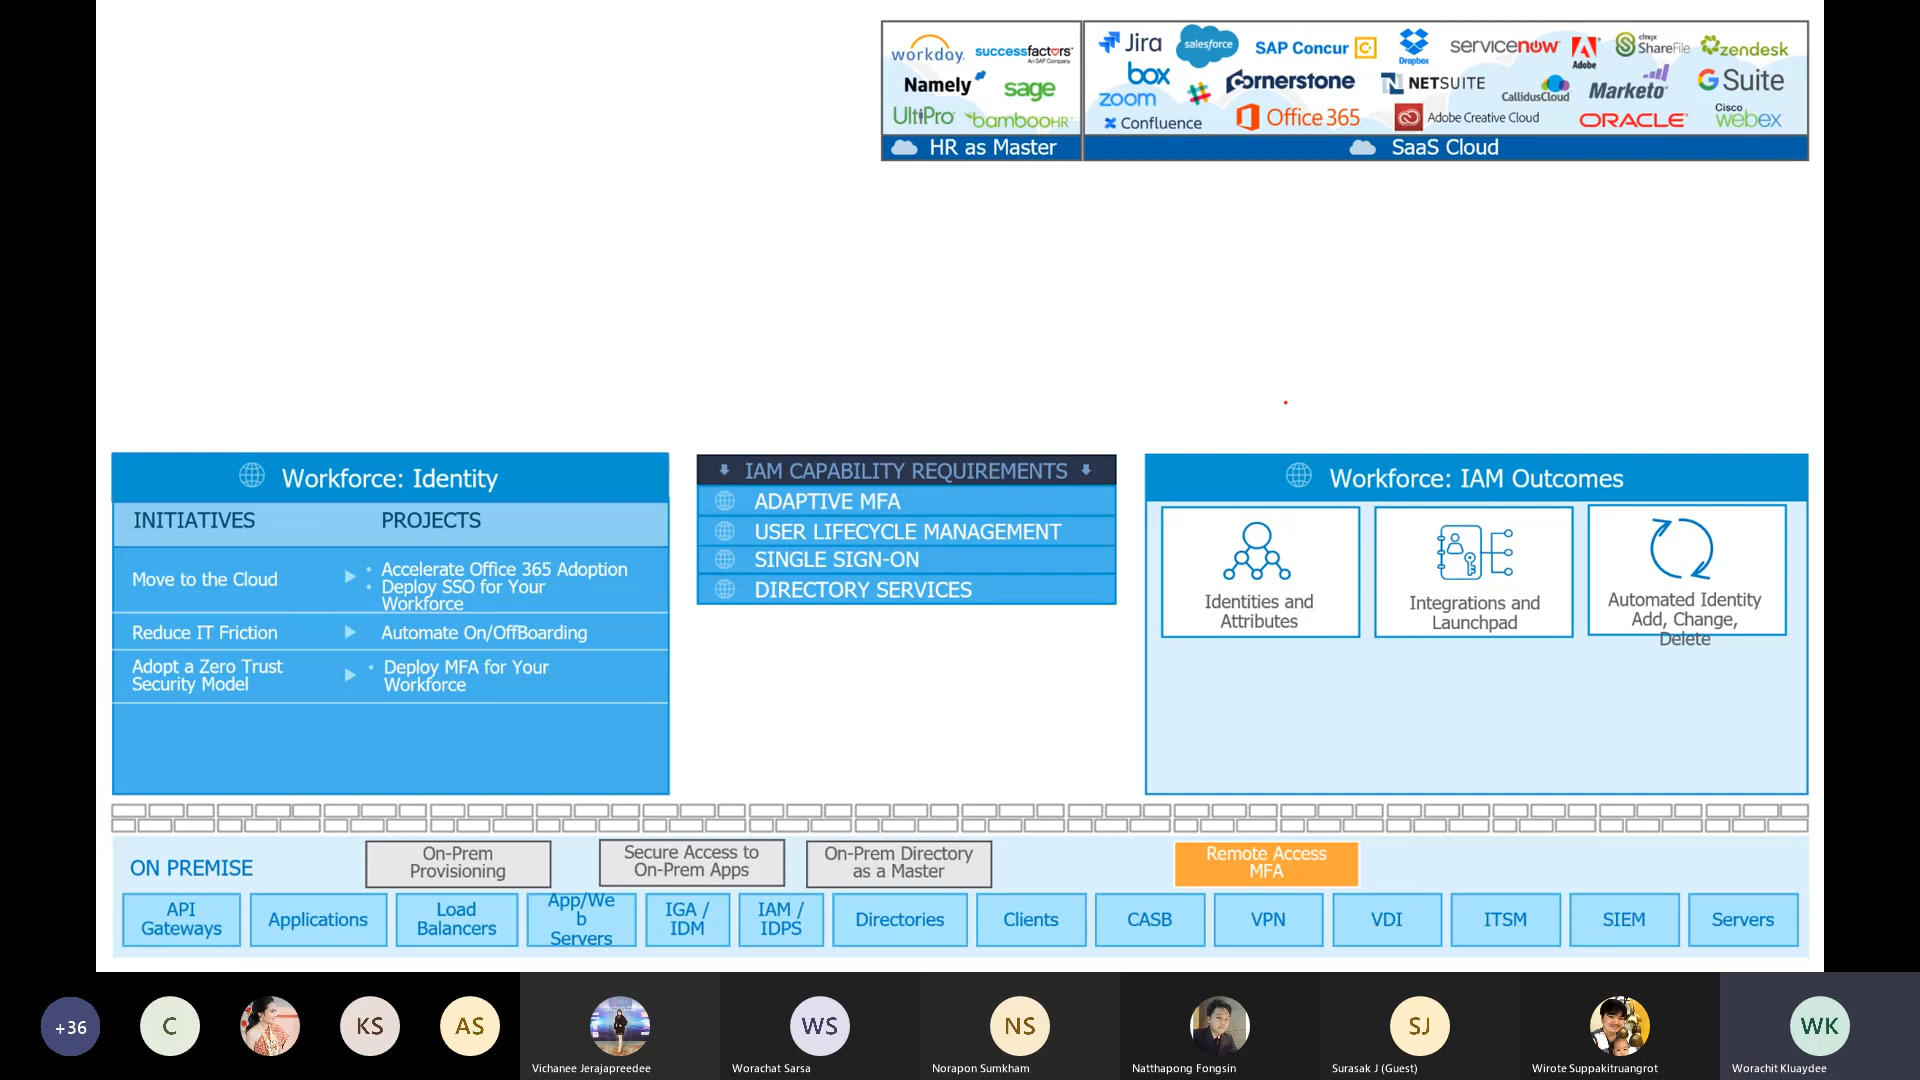 workday.
successfactors™
An SAP Company
Namely
sage
UltiPro
bambooHR
HR as Master
Jira
salesforce
SAP Concur
Dropbox
servicenow
Adobe
citrix
ShareFile
zendesk
box
Cornerstone
NETSUITE
CallidusCloud
Marketo
G Suite
zoom
Confluence
Office 365
Adobe Creative Cloud
ORACLE
Cisco
webex
SaaS Cloud
Workforce: Identity
INITIATIVES PROJECTS
Move to the Cloud
• Accelerate Office 365 Adoption
• Deploy SSO for Your
Workforce
Reduce IT Friction
Automate On/OffBoarding
Adopt a Zero Trust
Security Model
• Deploy MFA for Your
Workforce
IAM CAPABILITY REQUIREMENTS
ADAPTIVE MFA
USER LIFECYCLE MANAGEMENT
SINGLE SIGN-ON
DIRECTORY SERVICES
Workforce: IAM Outcomes
Identities and
Attributes
Integrations and
Launchpad
Automated Identity
Add, Change,
Delete
ON PREMISE
On-Prem
Provisioning
Secure Access to
On-Prem Apps
On-Prem Directory
as a Master
Remote Access
MFA
API
Gateways
Applications
Load
Balancers
App/We
b
Servers
IGA /
IDM
IAM /
IDPS
Directories
Clients
CASB
VPN
VDI
ITSM
SIEM
Servers
+36
C
KS
AS
Vichanee Jerajapreedee
WS
Worachat Sarsa
NS
Norapon Sumkham
Natthapong Fongsin
SJ
Surasak J (Guest)
Wirote Suppakitruangrot
WK
Worachit Kluaydee